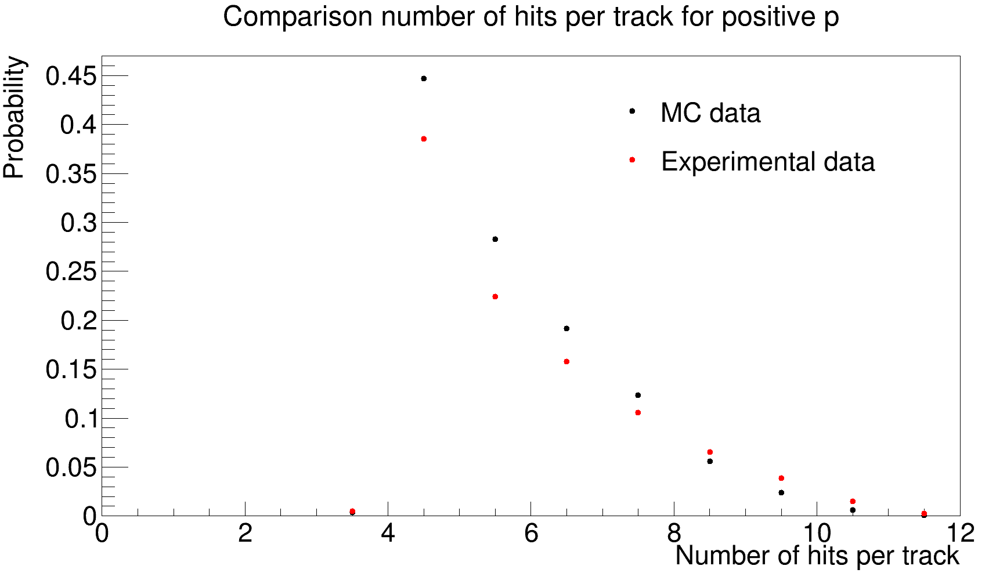 Comparison number of hits per track for positive p
Probability
0.45
0.4
0.35
0.3
0.25
0.2
0.15
0.1
0.05
0
MC data
Experimental data
0 2 4 6 8 10 12
Number of hits per track